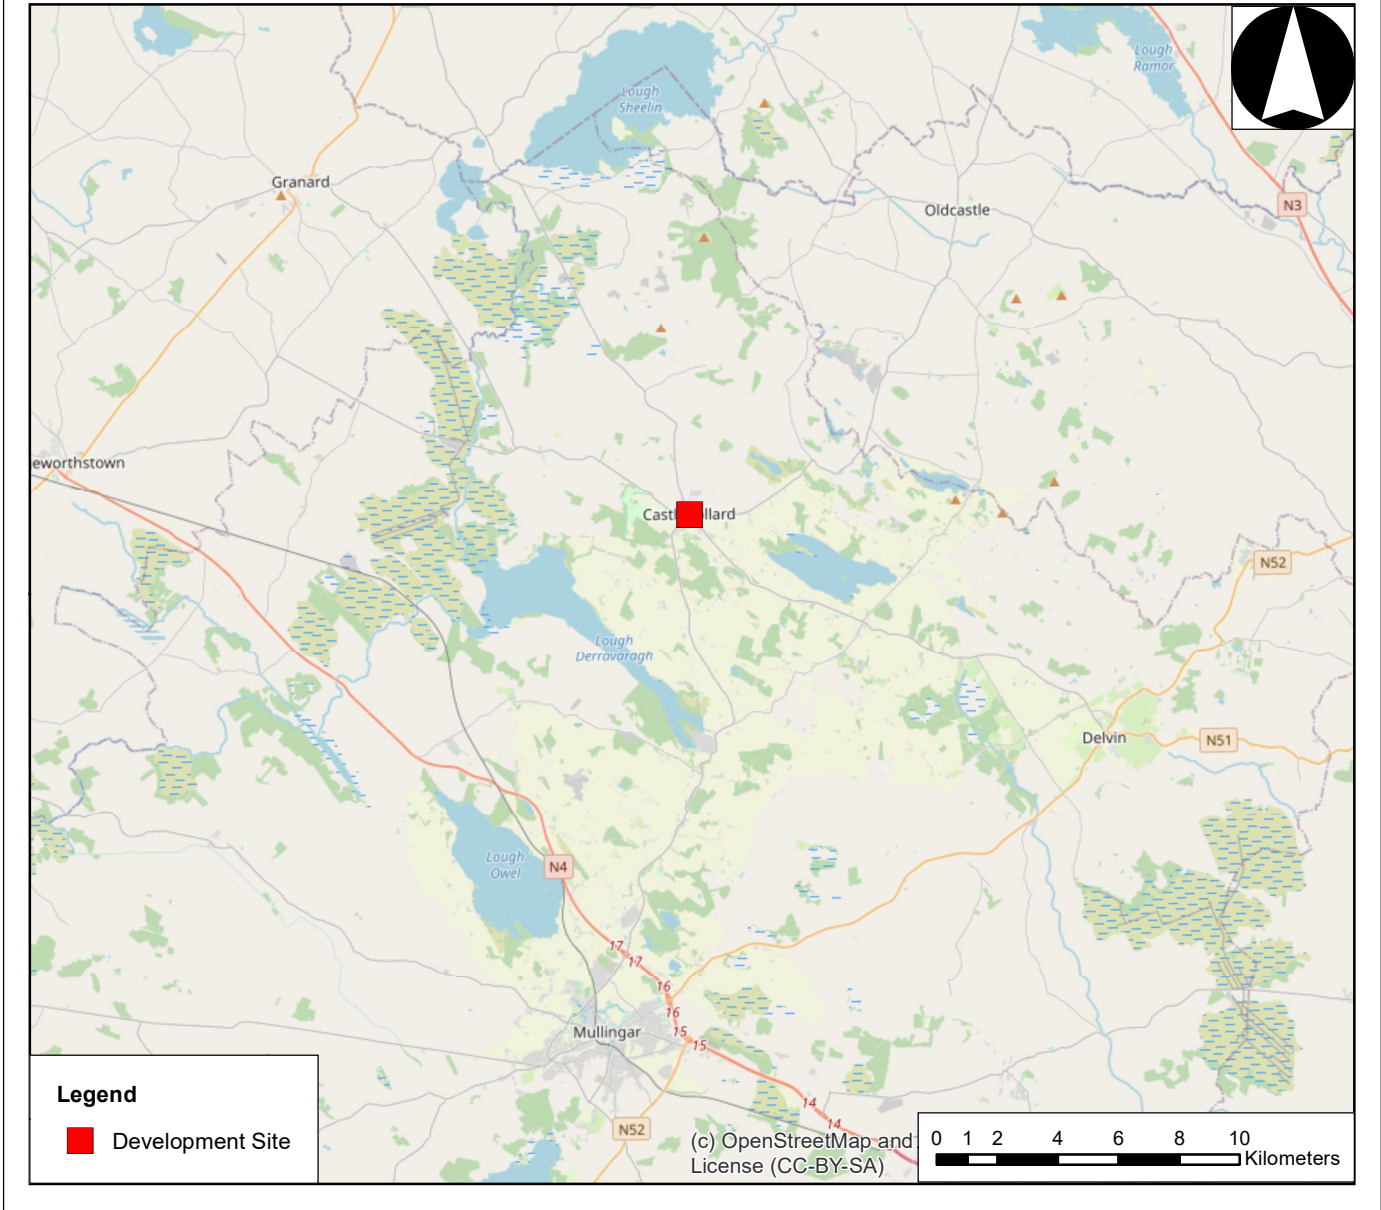 Lough
Ramor
Lough
Sheelin
Granard
N3
Oldcastle
eworthstown
Castl ollard
N52
Lough
Derravaragh
Delvin
N51
Lough
Owel
N4
17
17
16
16
15
15
Mullingar
14
14
N52
Legend
Development Site
(c) OpenStreetMap and
License (CC-BY-SA)
0 1 2 4 6 8 10
Kilometers